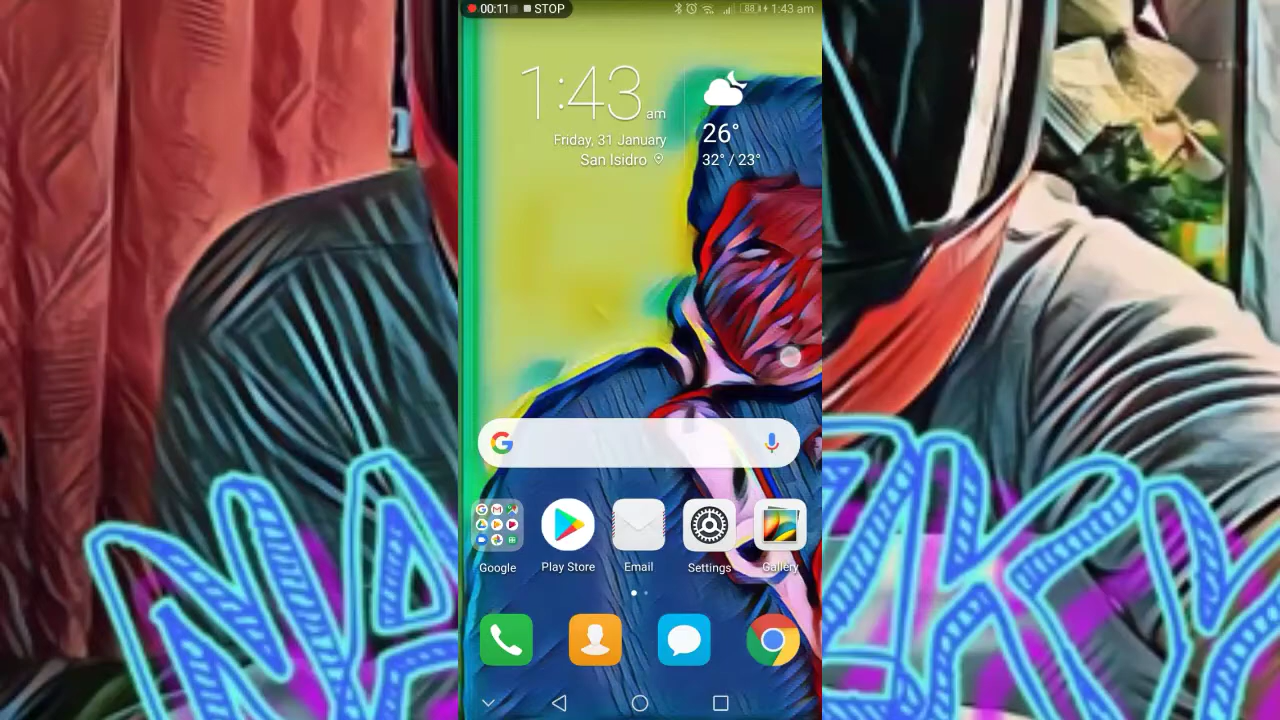 00:11 STOP 88 1:43 am
1:43 am
Friday, 31 January
San Isidro
26°
32° / 23°
Google Play Store Email Settings Gallery